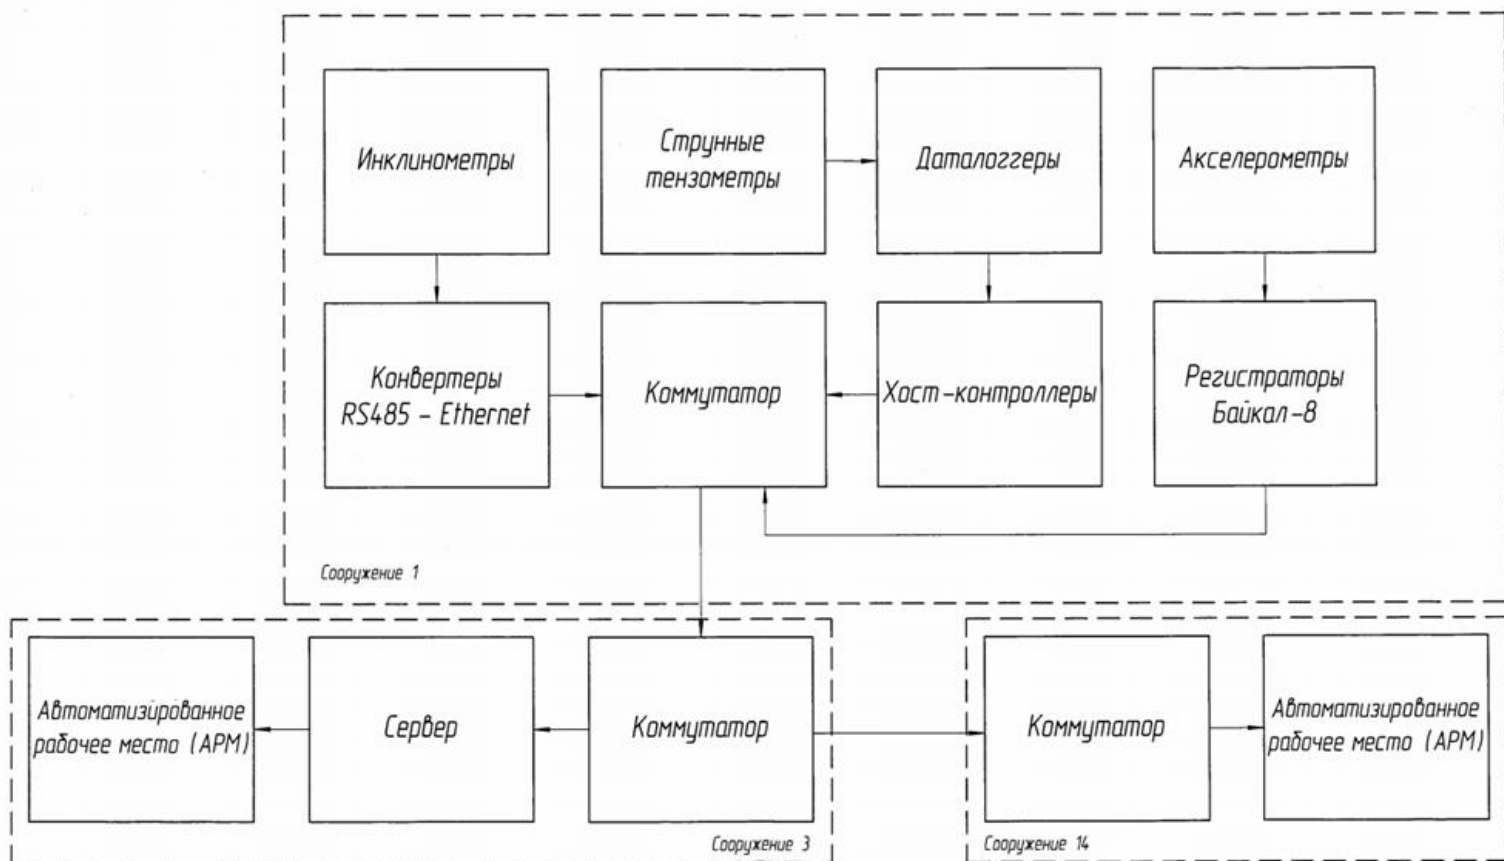 Инклинометры
Струнные
тензометры
Даталоггеры
Акселерометры
Конвертеры
RS485 - Ethernet
Коммутатор
Хост-контроллеры
Регистраторы
Байкал-8
Сооружение 1
Автоматизированное
рабочее место (АРМ)
Сервер
Коммутатор
Сооружение 3
Коммутатор
Автоматизированное
рабочее место (АРМ)
Сооружение 14